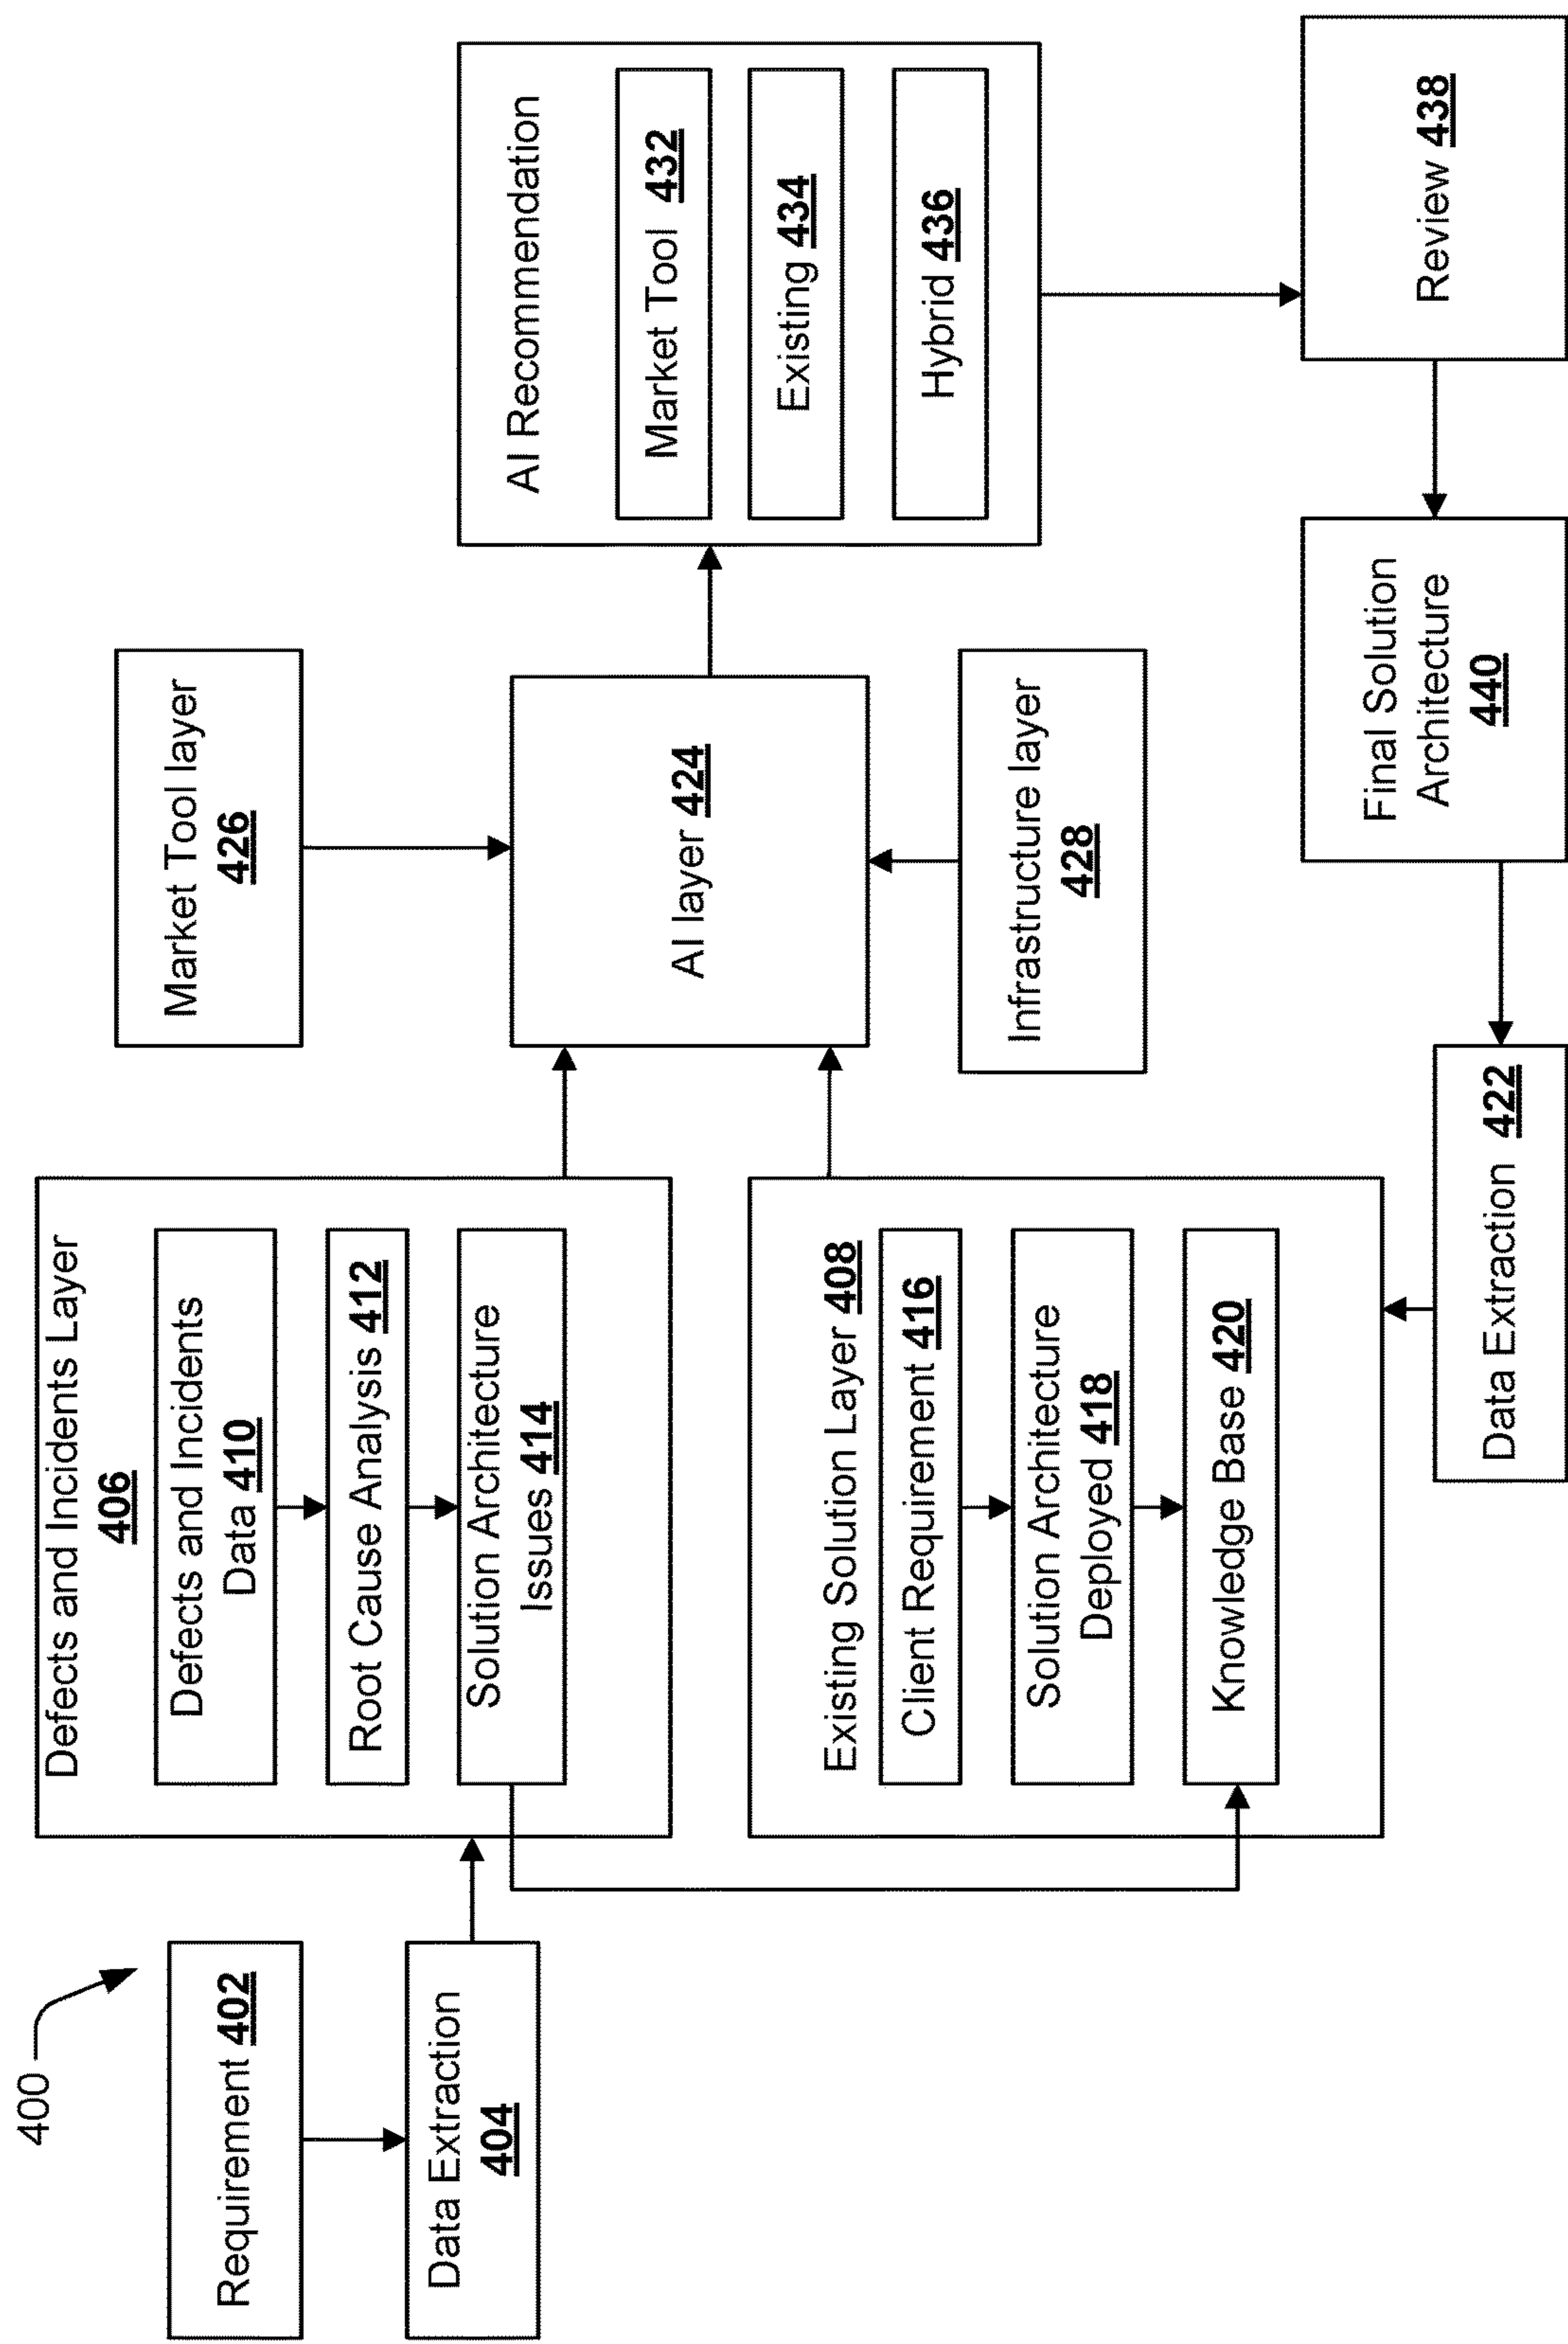 400
Requirement 402
Data Extraction
404
Defects and Incidents Layer
406
Defects and Incidents
Data 410
Root Cause Analysis 412
Solution Architecture
Issues 414
Existing Solution Layer 408
Client Requirement 416
Solution Architecture
Deployed 418
Knowledge Base 420
Market Tool layer
426
AI layer 424
Infrastructure layer
428
AI Recommendation
Market Tool 432
Existing 434
Hybrid 436
Review 438
Final Solution
Architecture
440
Data Extraction 422